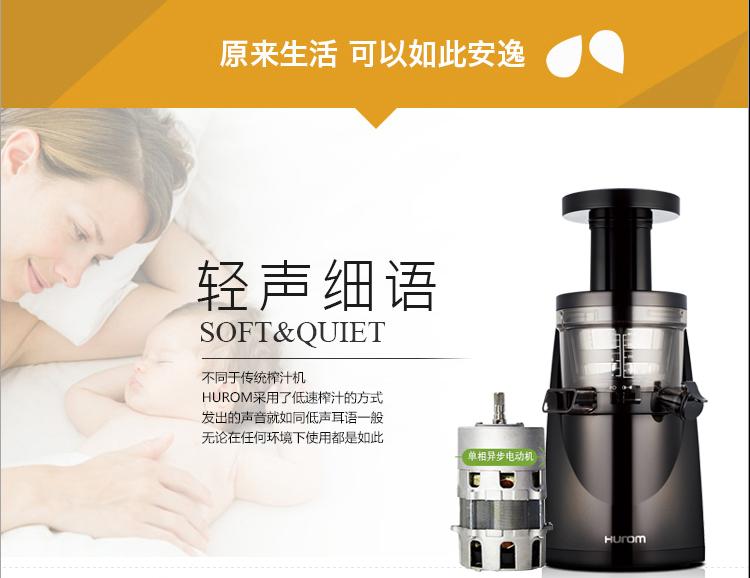 原来生活 可以如此安逸
轻声细语
SOFT&QUIET
不同于传统榨汁机
HUROM采用了低速榨汁的方式
发出的声音就如同低声耳语一般
无论在任何环境下使用都是如此
单相异步电动机
HUROM